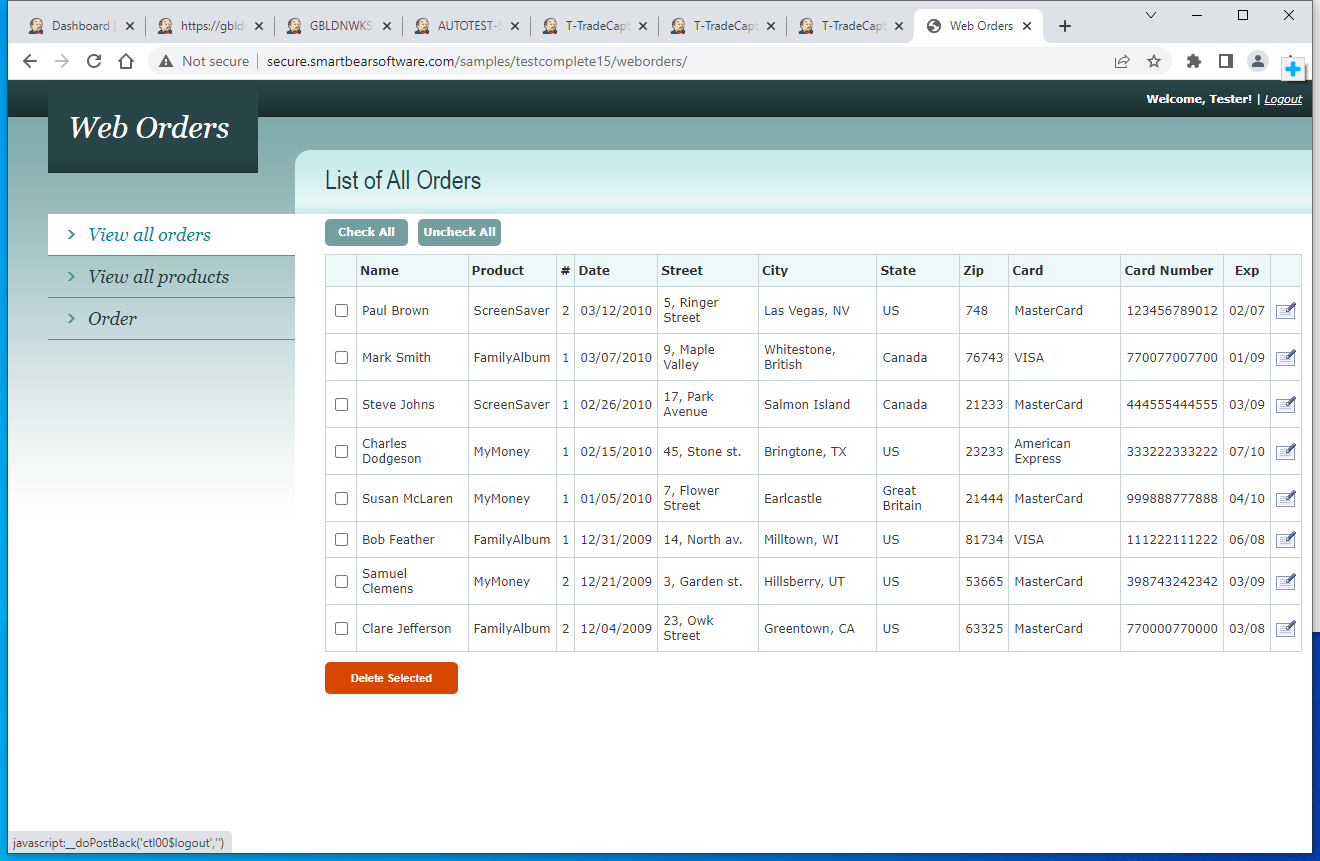 Dashboard [
https://gbld
GBLDNWKS
AUTOTEST-S
T-TradeCapt
T-TradeCapt
T-TradeCapt
Web Orders
Not secure
secure.smartbearsoftware.com/samples/testcomplete15/weborders/
Welcome, Tester! | Logout
Web Orders
List of All Orders
View all orders
View all products
Order
Check All Uncheck All
Name Product # Date Street City State Zip Card Card Number Exp
Paul Brown ScreenSaver 2 03/12/2010 5, Ringer Street Las Vegas, NV US 748 MasterCard 123456789012 02/07
Mark Smith FamilyAlbum 1 03/07/2010 9, Maple Valley Whitestone, British Canada 76743 VISA 770077007700 01/09
Steve Johns ScreenSaver 1 02/26/2010 17, Park Avenue Salmon Island Canada 21233 MasterCard 444555444555 03/09
Charles Dodgeson MyMoney 1 02/15/2010 45, Stone st. Bringtone, TX US 23233 American Express 333222333222 07/10
Susan McLaren MyMoney 1 01/05/2010 7, Flower Street Earlcastle Great Britain 21444 MasterCard 999888777888 04/10
Bob Feather FamilyAlbum 1 12/31/2009 14, North av. Milltown, WI US 81734 VISA 111222111222 06/08
Samuel Clemens MyMoney 2 12/21/2009 3, Garden st. Hillsberry, UT US 53665 MasterCard 398743242342 03/09
Clare Jefferson FamilyAlbum 2 12/04/2009 23, Owk Street Greentown, CA US 63325 MasterCard 770000770000 03/08
Delete Selected
javascript:__doPostBack('ctl00$logout','')